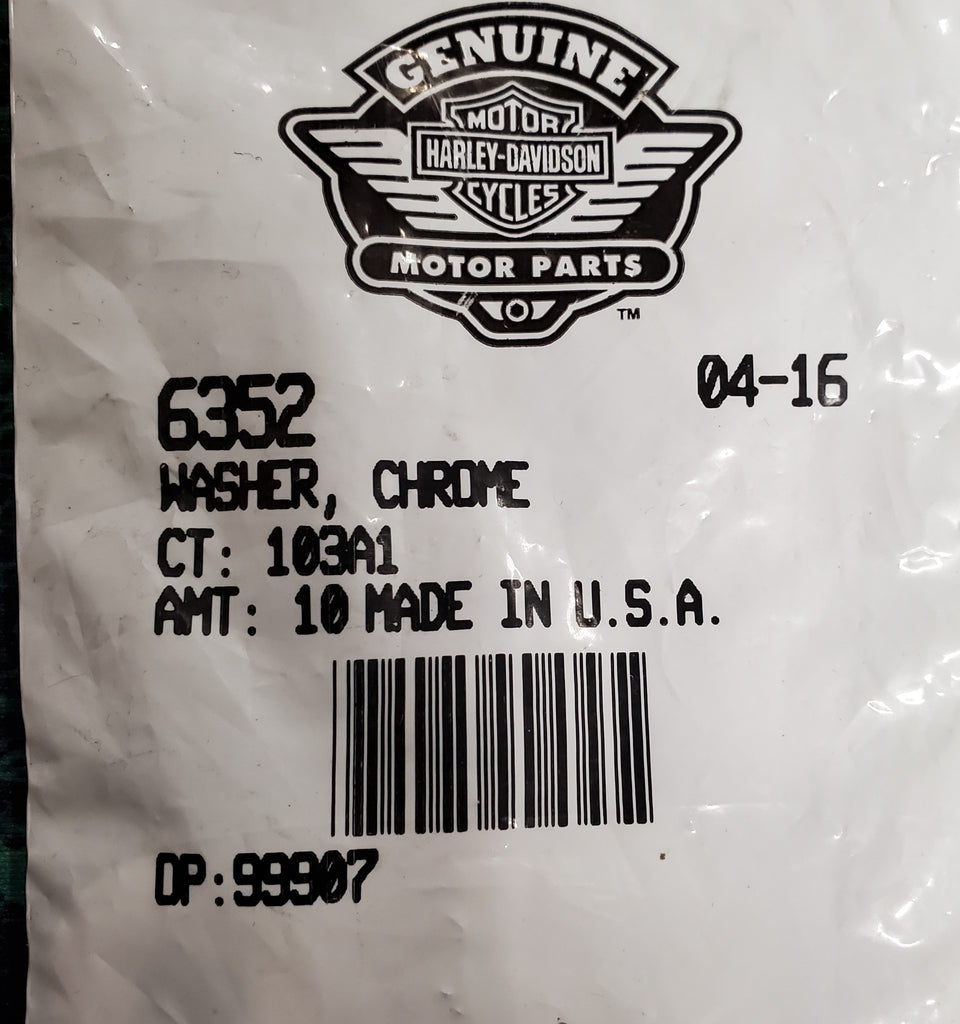 GENUINE
MOTOR
HARLEY-DAVIDSON
CYCLES
MOTOR PARTS
TM
04-16
6352
WASHER, CHROME
CT: 103A1
AMT: 10 MADE IN U.S.A.
OP:99907